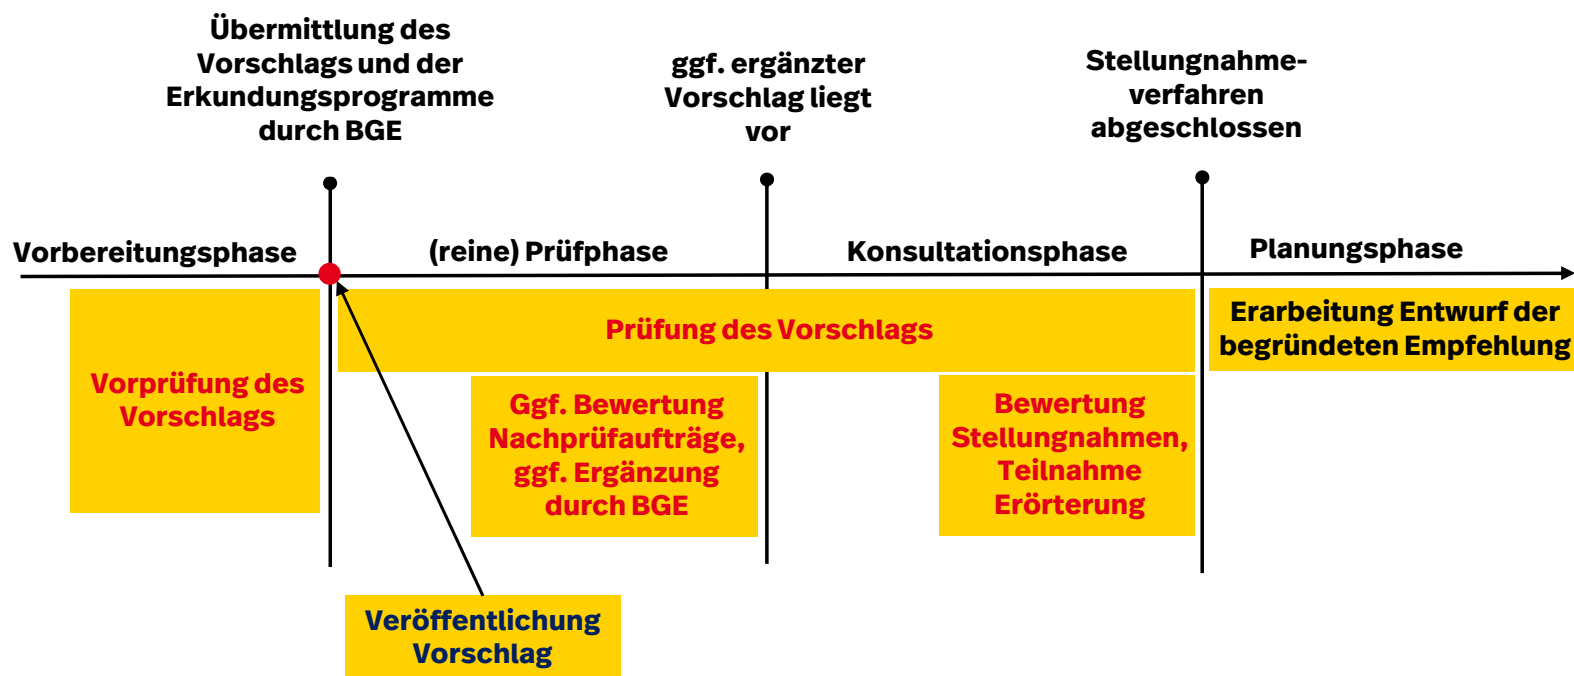 Übermittlung des
Vorschlags und der
Erkundungsprogramme
durch BGE
ggf. ergänzter
Vorschlag liegt
vor
Stellungnahme-
verfahren
abgeschlossen
Vorbereitungsphase
(reine) Prüfphase
Konsultationsphase
Planungsphase
Vorprüfung des
Vorschlags
Prüfung des Vorschlags
Erarbeitung Entwurf der
begründeten Empfehlung
Ggf. Bewertung
Nachprüfaufträge,
ggf. Ergänzung
durch BGE
Bewertung
Stellungnahmen,
Teilnahme
Erörterung
Veröffentlichung
Vorschlag